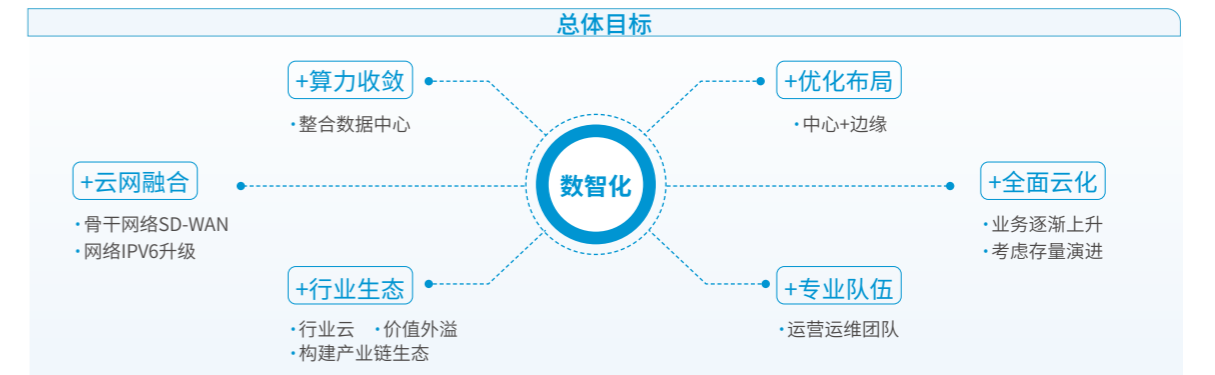 总体目标
+算力收敛
·整合数据中心
+优化布局
·中心+边缘
+云网融合
·骨干网络SD-WAN
·网络IPV6升级
数智化
+全面云化
·业务逐渐上升
·考虑存量演进
+行业生态
·行业云 ·价值外溢
·构建产业链生态
+专业队伍
·运营运维团队